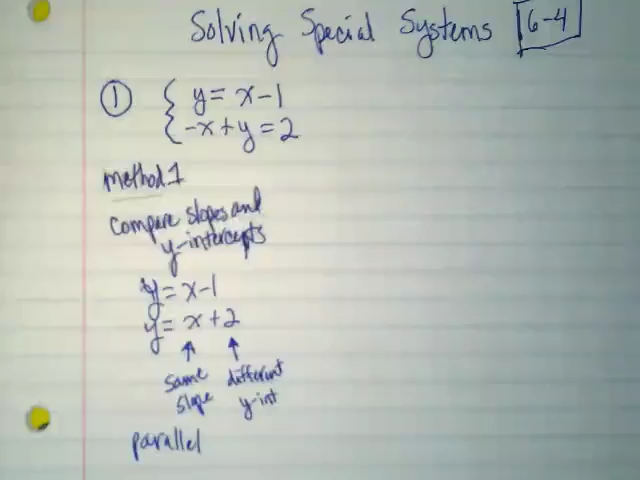 Solving Special Systems 6-4
① { y = x - 1
-x + y = 2
method 1
compare slopes and
y-intercepts
y = x - 1
y = x + 2
↑ ↑
same different
slope y-int
parallel